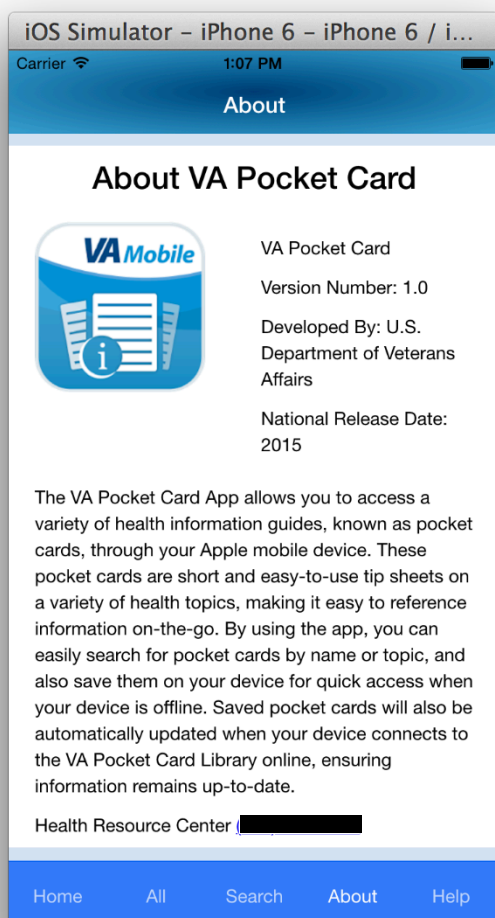 iOS Simulator – iPhone 6 – iPhone 6 / i...
Carrier 1:07 PM
About
About VA Pocket Card
VA Mobile
i
VA Pocket Card
Version Number: 1.0
Developed By: U.S.
Department of Veterans
Affairs
National Release Date:
2015
The VA Pocket Card App allows you to access a
variety of health information guides, known as pocket
cards, through your Apple mobile device. These
pocket cards are short and easy-to-use tip sheets on
a variety of health topics, making it easy to reference
information on-the-go. By using the app, you can
easily search for pocket cards by name or topic, and
also save them on your device for quick access when
your device is offline. Saved pocket cards will also be
automatically updated when your device connects to
the VA Pocket Card Library online, ensuring
information remains up-to-date.
Health Resource Center (
Home All Search About Help